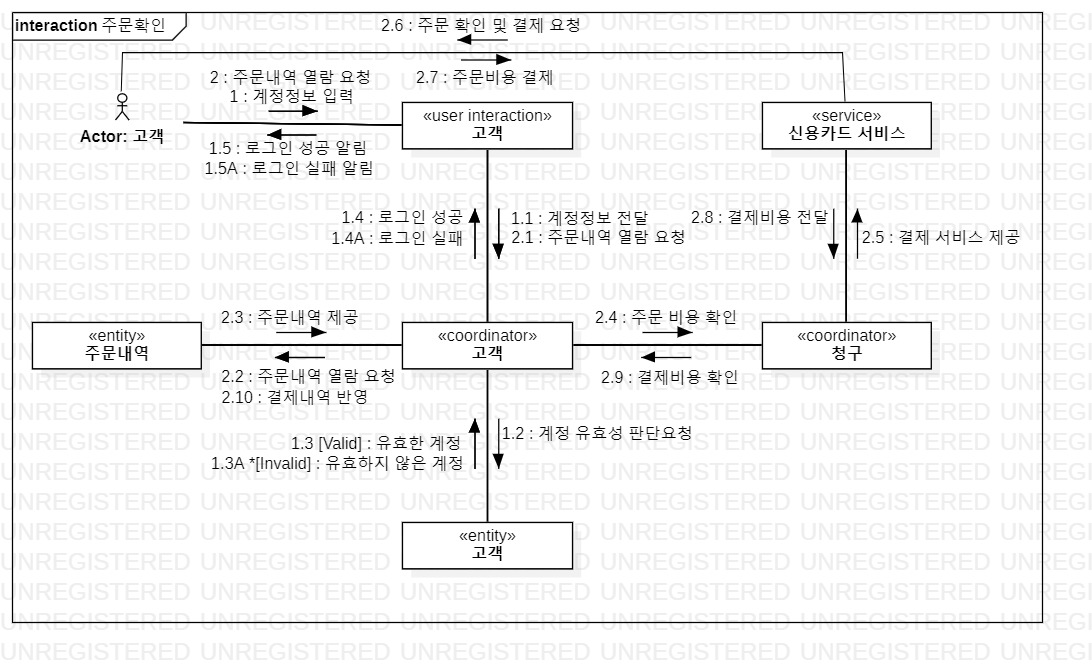 interaction 주문확인
2.6 : 주문 확인 및 결제 요청
2.7 : 주문비용 결제
2 : 주문내역 열람 요청
1 : 계정정보 입력
Actor: 고객
1.5 : 로그인 성공 알림
1.5A : 로그인 실패 알림
«user interaction»
고객
«service»
신용카드 서비스
1.4 : 로그인 성공
1.4A : 로그인 실패
1.1 : 계정정보 전달
2.1 : 주문내역 열람 요청
2.8 : 결제비용 전달
2.5 : 결제 서비스 제공
2.3 : 주문내역 제공
2.4 : 주문 비용 확인
«entity»
주문내역
«coordinator»
고객
«coordinator»
청구
2.2 : 주문내역 열람 요청
2.10 : 결제내역 반영
2.9 : 결제비용 확인
1.3 [Valid] : 유효한 계정
1.3A *[Invalid] : 유효하지 않은 계정
1.2 : 계정 유효성 판단요청
«entity»
고객
UNREGISTERED